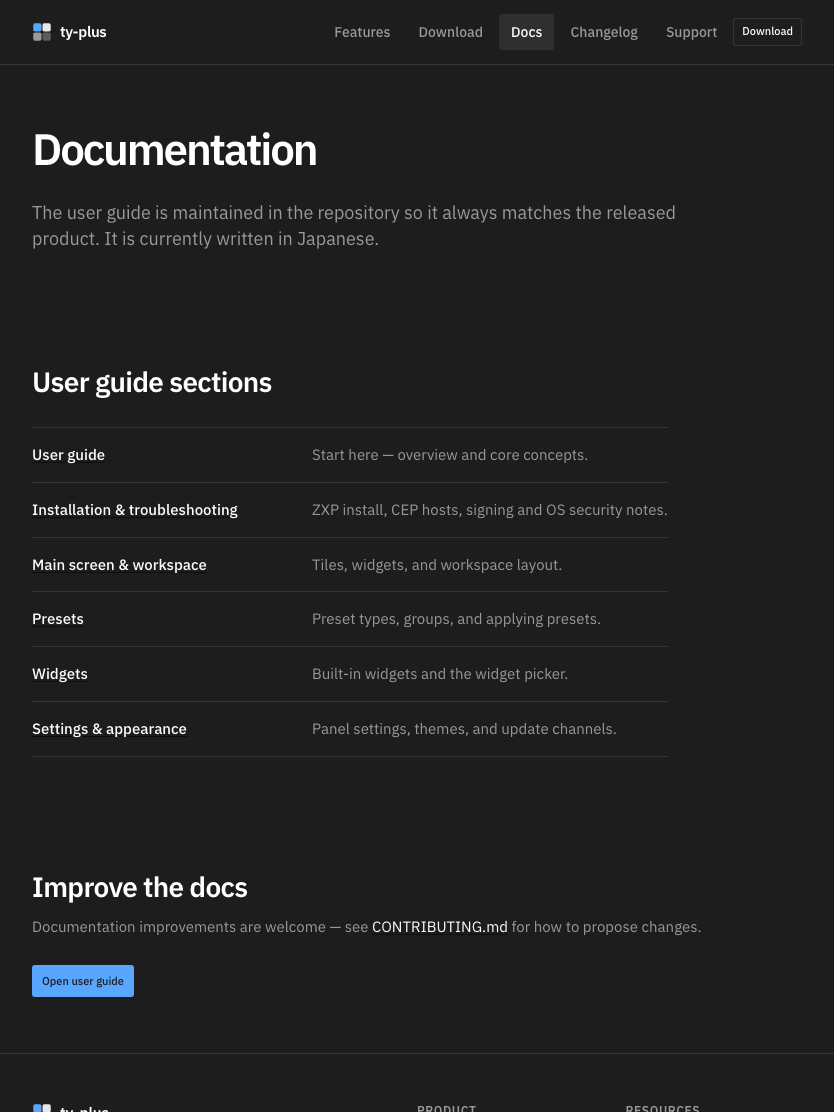 ty-plus
Features
Download
Docs
Changelog
Support
Download
Documentation
The user guide is maintained in the repository so it always matches the released
product. It is currently written in Japanese.
User guide sections
User guide
Start here — overview and core concepts.
Installation & troubleshooting
ZXP install, CEP hosts, signing and OS security notes.
Main screen & workspace
Tiles, widgets, and workspace layout.
Presets
Preset types, groups, and applying presets.
Widgets
Built-in widgets and the widget picker.
Settings & appearance
Panel settings, themes, and update channels.
Improve the docs
Documentation improvements are welcome — see CONTRIBUTING.md for how to propose changes.
Open user guide
ty-plus
PRODUCT
RESOURCES